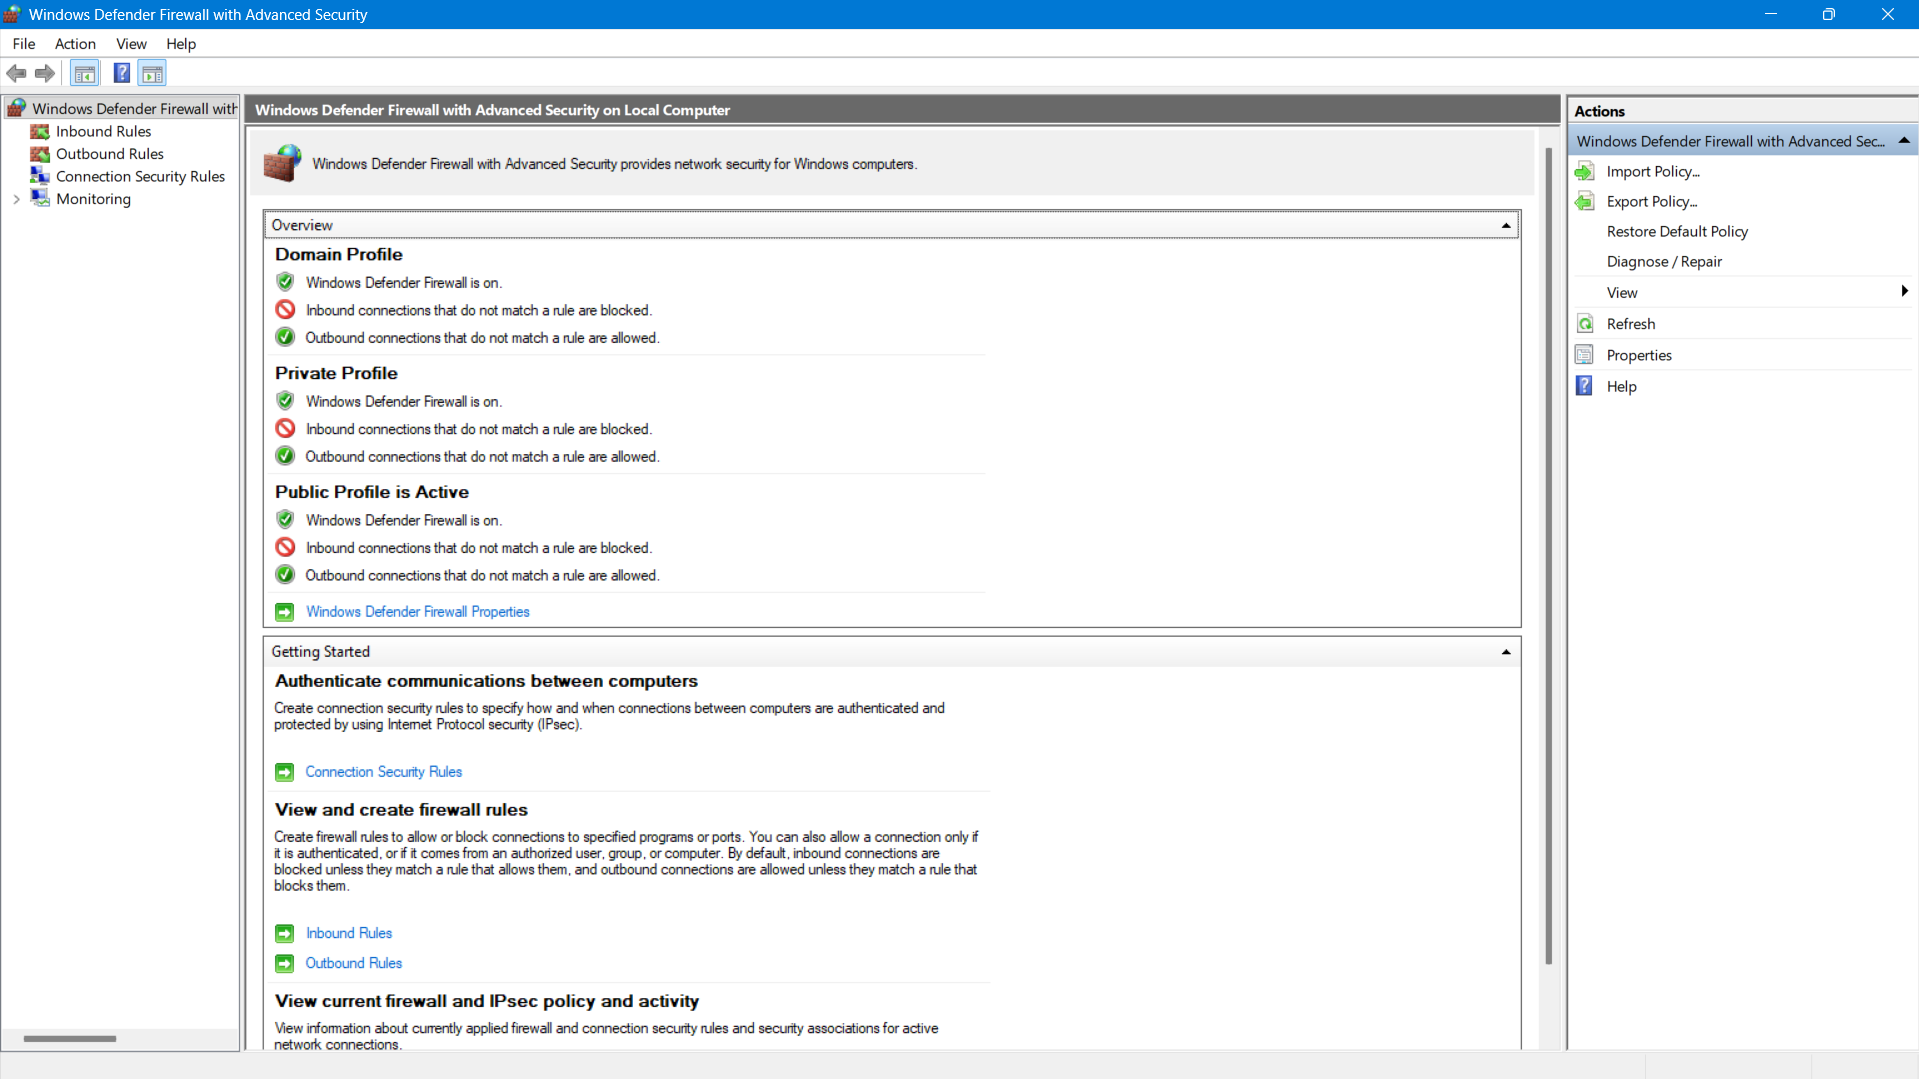 Windows Defender Firewall with Advanced Security
File Action View Help
Windows Defender Firewall with
Inbound Rules
Outbound Rules
Connection Security Rules
Monitoring
Windows Defender Firewall with Advanced Security on Local Computer
Windows Defender Firewall with Advanced Security provides network security for Windows computers.
Overview
Domain Profile
Windows Defender Firewall is on.
Inbound connections that do not match a rule are blocked.
Outbound connections that do not match a rule are allowed.
Private Profile
Windows Defender Firewall is on.
Inbound connections that do not match a rule are blocked.
Outbound connections that do not match a rule are allowed.
Public Profile is Active
Windows Defender Firewall is on.
Inbound connections that do not match a rule are blocked.
Outbound connections that do not match a rule are allowed.
Windows Defender Firewall Properties
Getting Started
Authenticate communications between computers
Create connection security rules to specify how and when connections between computers are authenticated and
protected by using Internet Protocol security (IPsec).
Connection Security Rules
View and create firewall rules
Create firewall rules to allow or block connections to specified programs or ports. You can also allow a connection only if
it is authenticated, or if it comes from an authorized user, group, or computer. By default, inbound connections are
blocked unless they match a rule that allows them, and outbound connections are allowed unless they match a rule that
blocks them.
Inbound Rules
Outbound Rules
View current firewall and IPsec policy and activity
View information about currently applied firewall and connection security rules and security associations for active
network connections.
Actions
Windows Defender Firewall with Advanced Sec...
Import Policy...
Export Policy...
Restore Default Policy
Diagnose / Repair
View
Refresh
Properties
Help